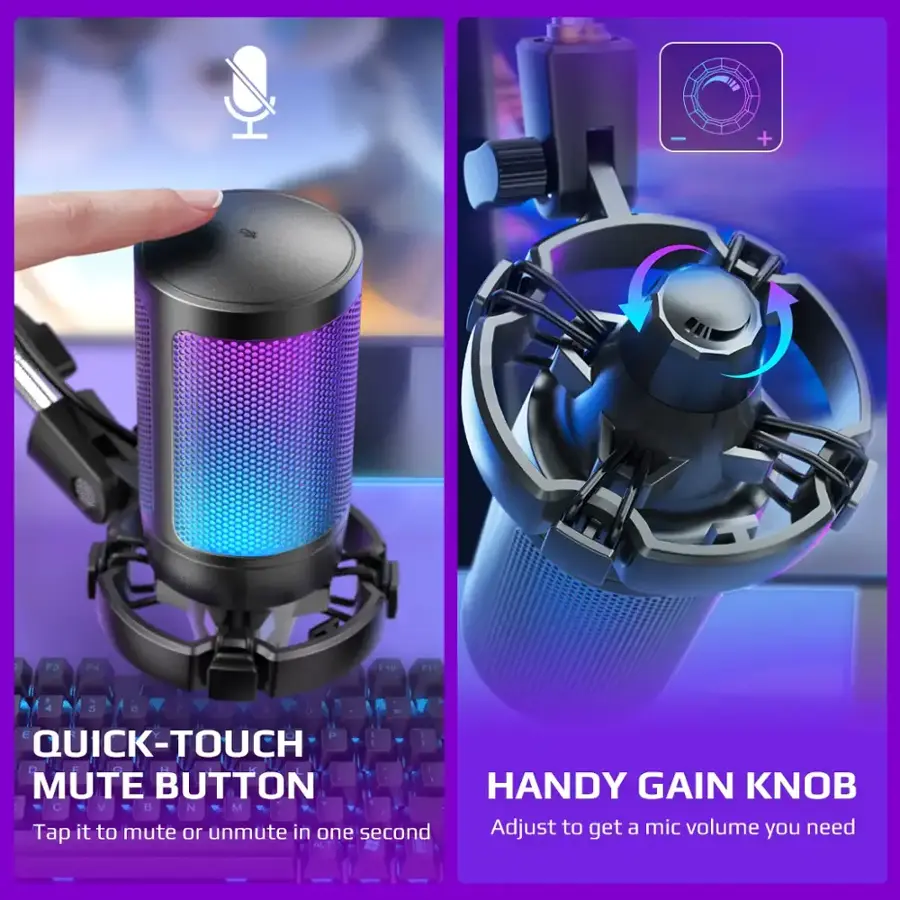 QUICK-TOUCH
MUTE BUTTON
Tap it to mute or unmute in one second
HANDY GAIN KNOB
Adjust to get a mic volume you need
− +